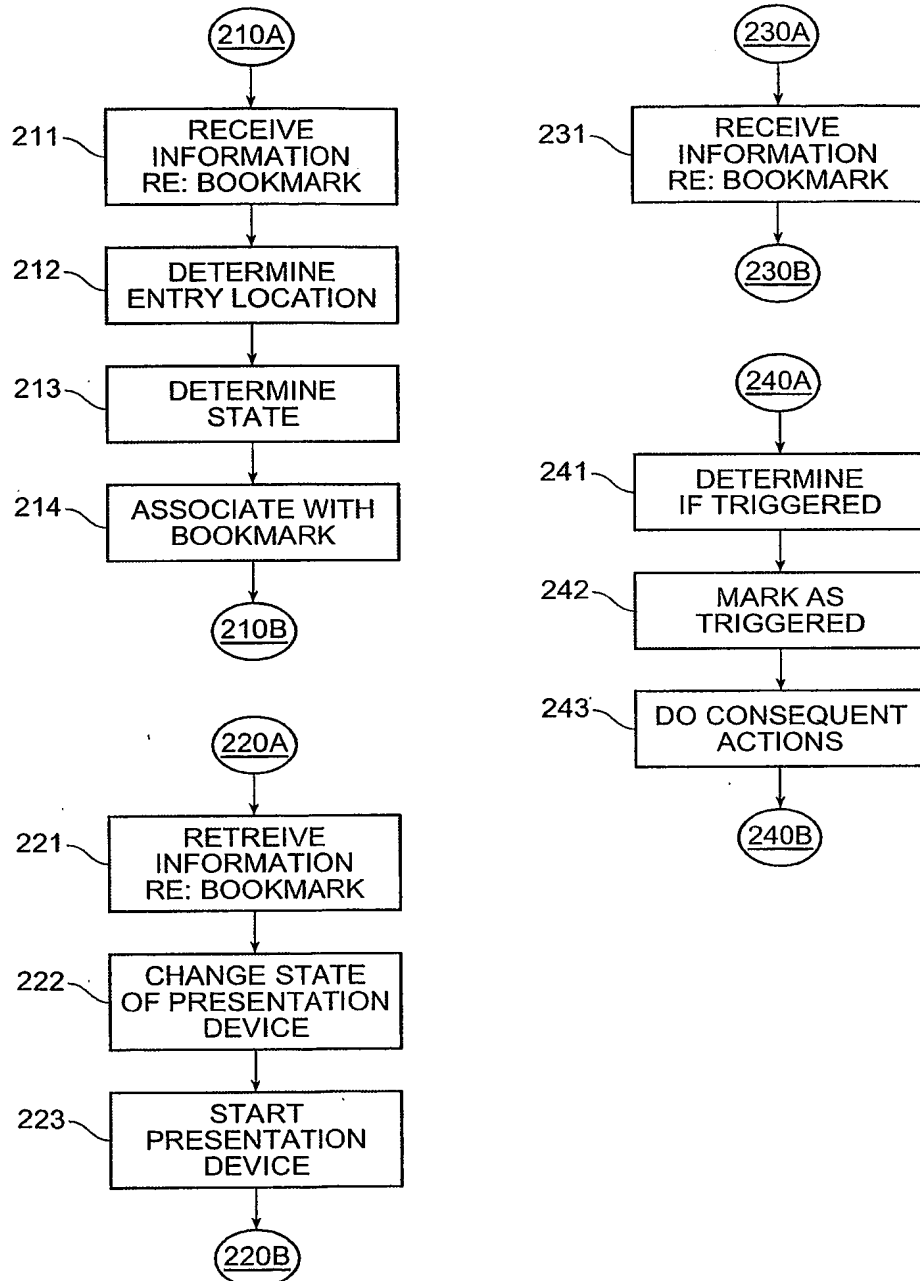 210A
211
RECEIVE
INFORMATION
RE: BOOKMARK
212
DETERMINE
ENTRY LOCATION
213
DETERMINE
STATE
214
ASSOCIATE WITH
BOOKMARK
210B
220A
221
RETREIVE
INFORMATION
RE: BOOKMARK
222
CHANGE STATE
OF PRESENTATION
DEVICE
223
START
PRESENTATION
DEVICE
220B
230A
231
RECEIVE
INFORMATION
RE: BOOKMARK
230B
240A
241
DETERMINE
IF TRIGGERED
242
MARK AS
TRIGGERED
243
DO CONSEQUENT
ACTIONS
240B